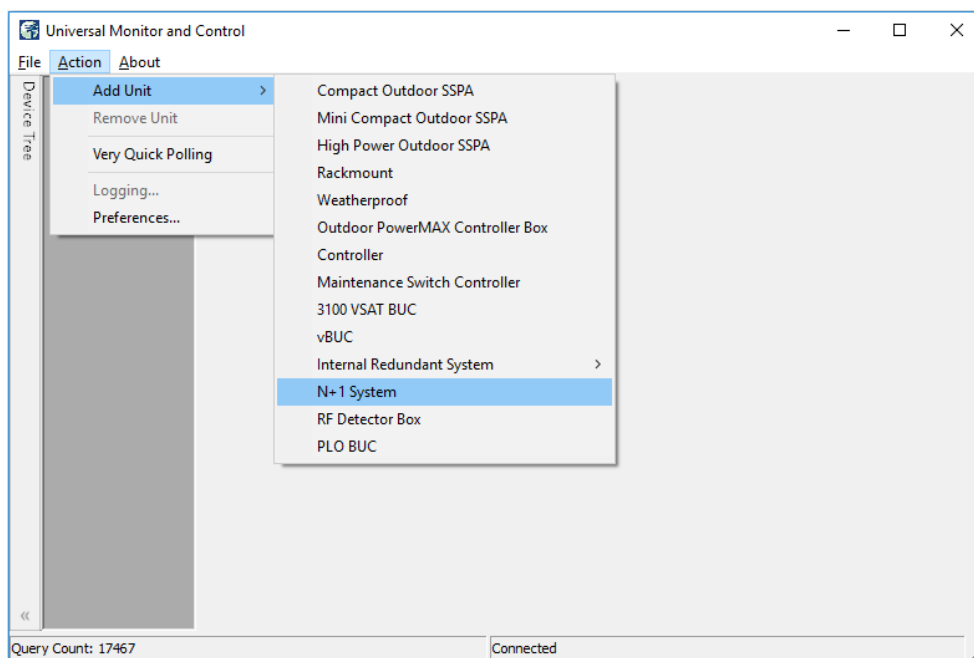 Universal Monitor and Control
File Action About
Device Tree
Add Unit
Remove Unit
Very Quick Polling
Logging...
Preferences...
Compact Outdoor SSPA
Mini Compact Outdoor SSPA
High Power Outdoor SSPA
Rackmount
Weatherproof
Outdoor PowerMAX Controller Box
Controller
Maintenance Switch Controller
3100 VSAT BUC
vBUC
Internal Redundant System
N+1 System
RF Detector Box
PLO BUC
Query Count: 17467
Connected